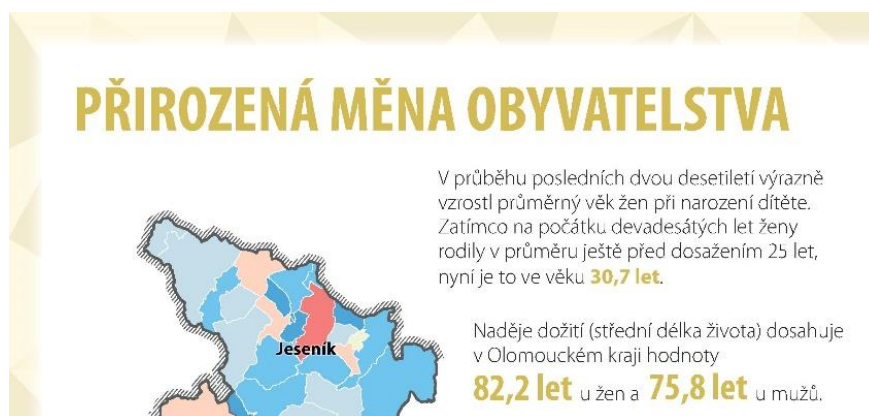 PŘIROZENÁ MĚNA OBYVATELSTVA
V průběhu posledních dvou desetiletí výrazně
vzrostl průměrný věk žen při narození dítěte.
Zatímco na počátku devadesátých let ženy
rodily v průměru ještě před dosažením 25 let,
nyní je to ve věku 30,7 let.
Jeseník
Naděje dožití (střední délka života) dosahuje
v Olomouckém kraji hodnoty
82,2 let u žen a 75,8 let u mužů.